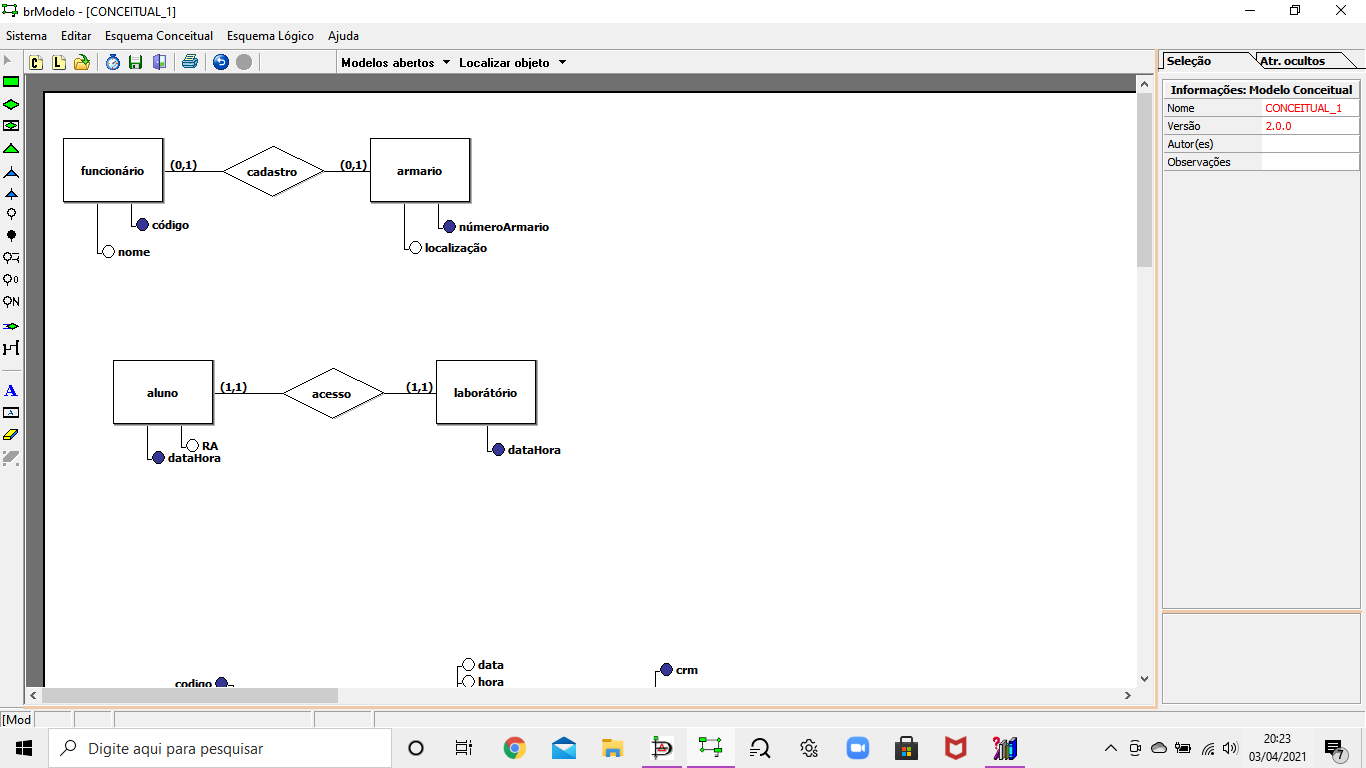 brModelo - [CONCEITUAL_1]
Sistema Editar Esquema Conceitual Esquema Lógico Ajuda
C L Modelos abertos Localizar objeto
Seleção Atr. ocultos
Informações: Modelo Conceitual
Nome CONCEITUAL_1
Versão 2.0.0
Autor(es)
Observações
funcionário (0,1) cadastro (0,1) armario
código
nome
númeroArmario
localização
aluno (1,1) acesso (1,1) laborátório
RA
dataHora
dataHora
data
hora
codigo
crm
0
N
A
A
[Mod
Digite aqui para pesquisar
20:23
03/04/2021
7